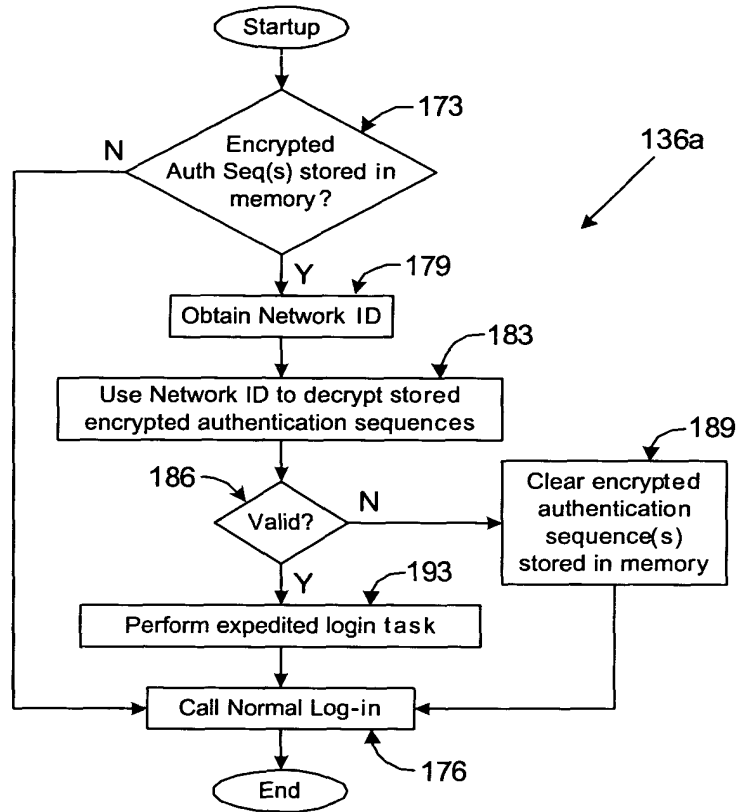 Startup
173
Encrypted
Auth Seq(s) stored in
memory?
N
136a
Y
179
Obtain Network ID
183
Use Network ID to decrypt stored
encrypted authentication sequences
189
186
Valid?
N
Clear encrypted
authentication
sequence(s)
stored in memory
Y
193
Perform expedited login task
Call Normal Log-in
176
End